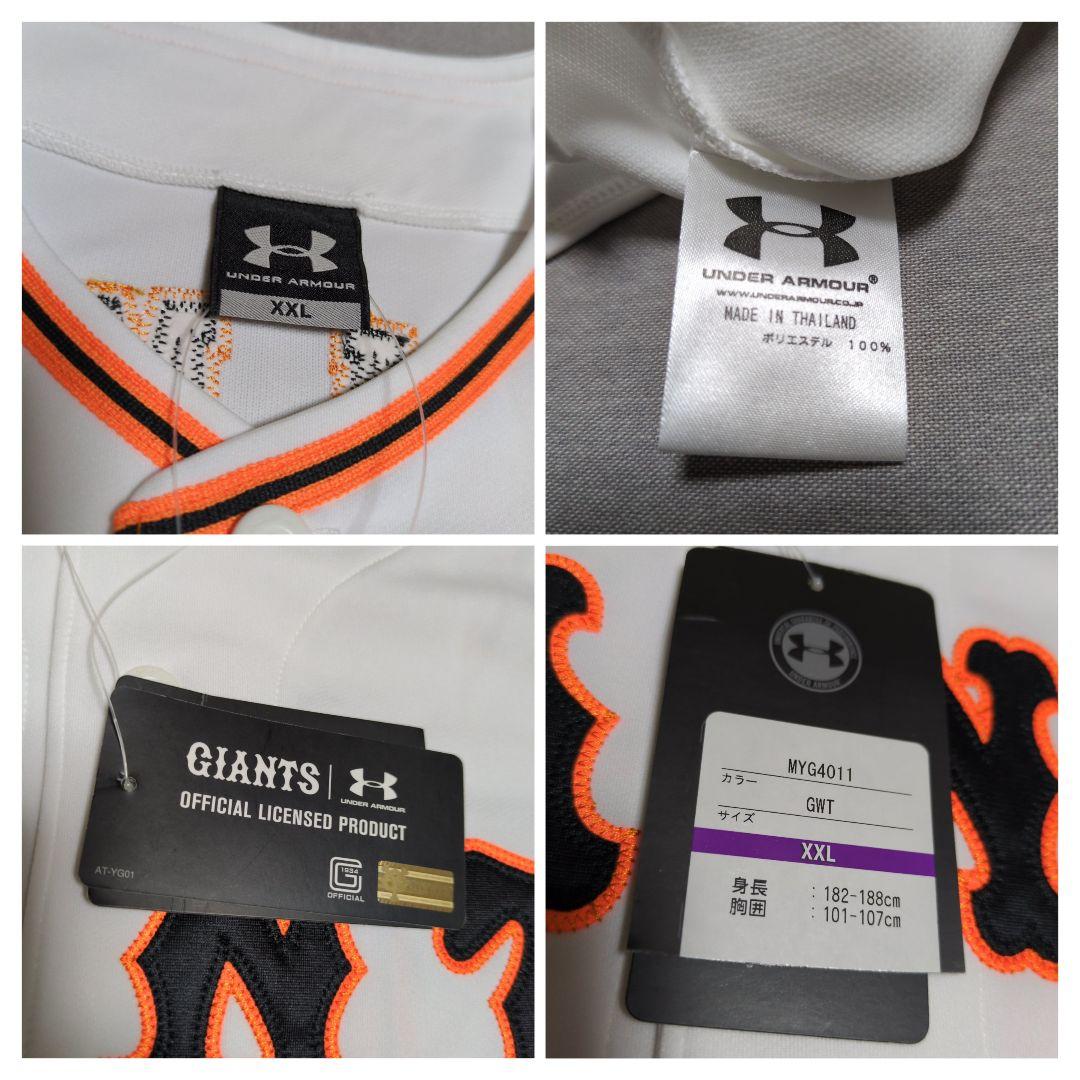 UNDER ARMOUR
XXL
UNDER ARMOUR®
WWW.UNDERARMOUR.CO.JP
MADE IN THAILAND
ポリエステル 100%
GIANTS
UNDER ARMOUR
OFFICIAL LICENSED PRODUCT
AT-YG01
1934
G
OFFICIAL
UNDER ARMOUR
MYG4011
カラー
GWT
サイズ
XXL
身長 : 182-188cm
胸囲 : 101-107cm